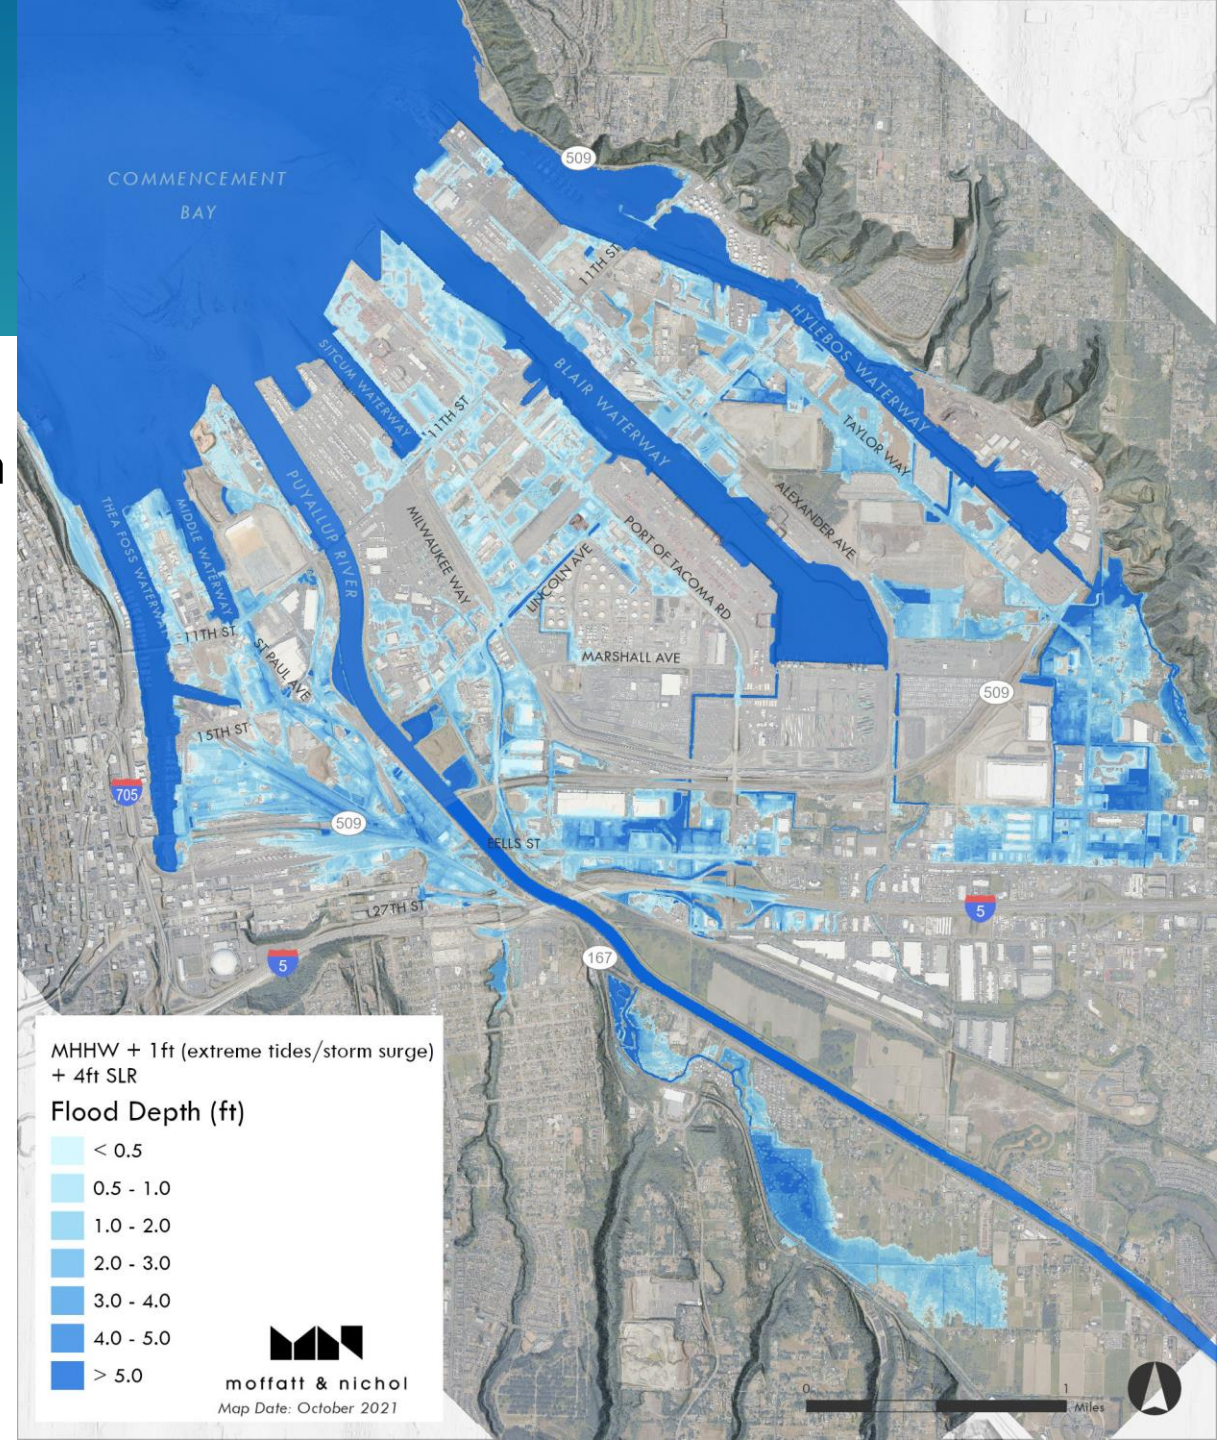 COMMENCEMENT
BAY
509
11TH ST
HYLEBOS WATERWAY
BLAIR WATERWAY
SITCUM WATERWAY
11TH ST
TAYLOR WAY
PUYALLUP RIVER
THEA FOSS WATERWAY
MIDDLE WATERWAY
MILWAUKEE WAY
ALEXANDER AVE
PORT OF TACOMA RD
LINCOLN AVE
11TH ST
ST PAUL AVE
MARSHALL AVE
509
15TH ST
705
509
EELLS ST
27TH ST
5
5
167
MHHW + 1ft (extreme tides/storm surge)
+ 4ft SLR
Flood Depth (ft)
< 0.5
0.5 - 1.0
1.0 - 2.0
2.0 - 3.0
3.0 - 4.0
4.0 - 5.0
> 5.0
moffatt & nichol
Map Date: October 2021
0 1
Miles